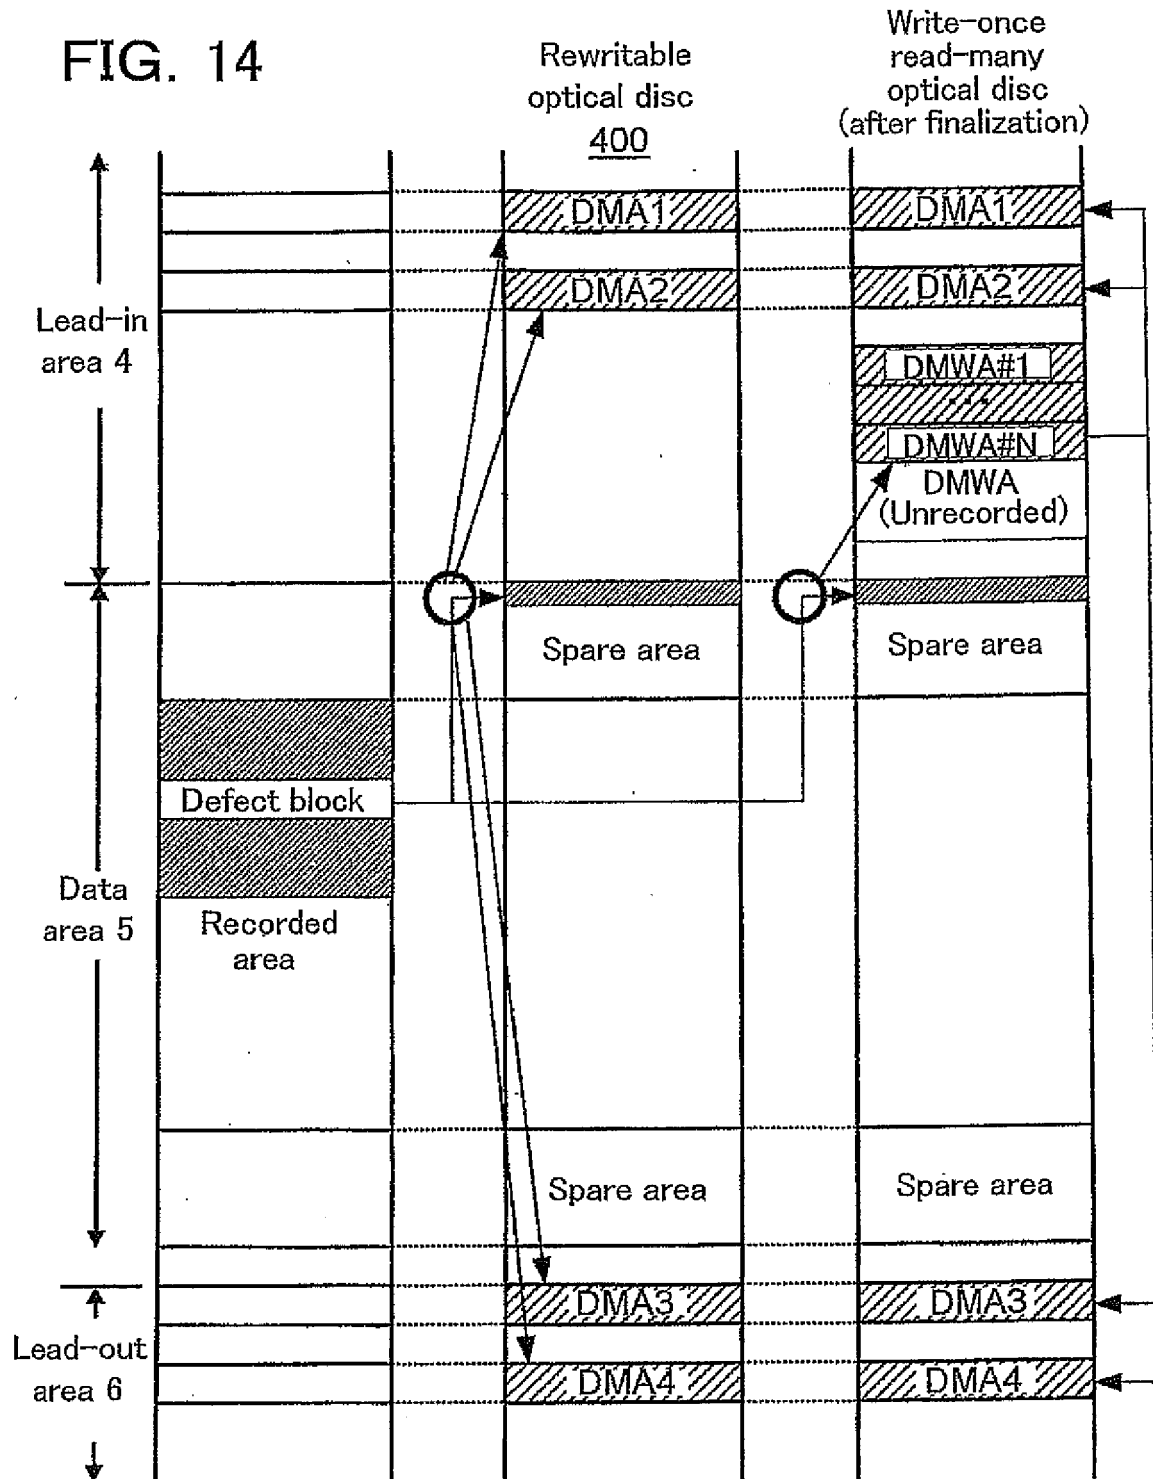 FIG. 14
Rewritable
optical disc
400
Write-once
read-many
optical disc
(after finalization)
DMA1
DMA1
DMA2
DMA2
Lead-in
area 4
DMWA#1
...
DMWA#N
DMWA
(Unrecorded)
Spare area
Spare area
Defect block
Data
area 5
Recorded
area
Spare area
Spare area
DMA3
DMA3
Lead-out
area 6
DMA4
DMA4